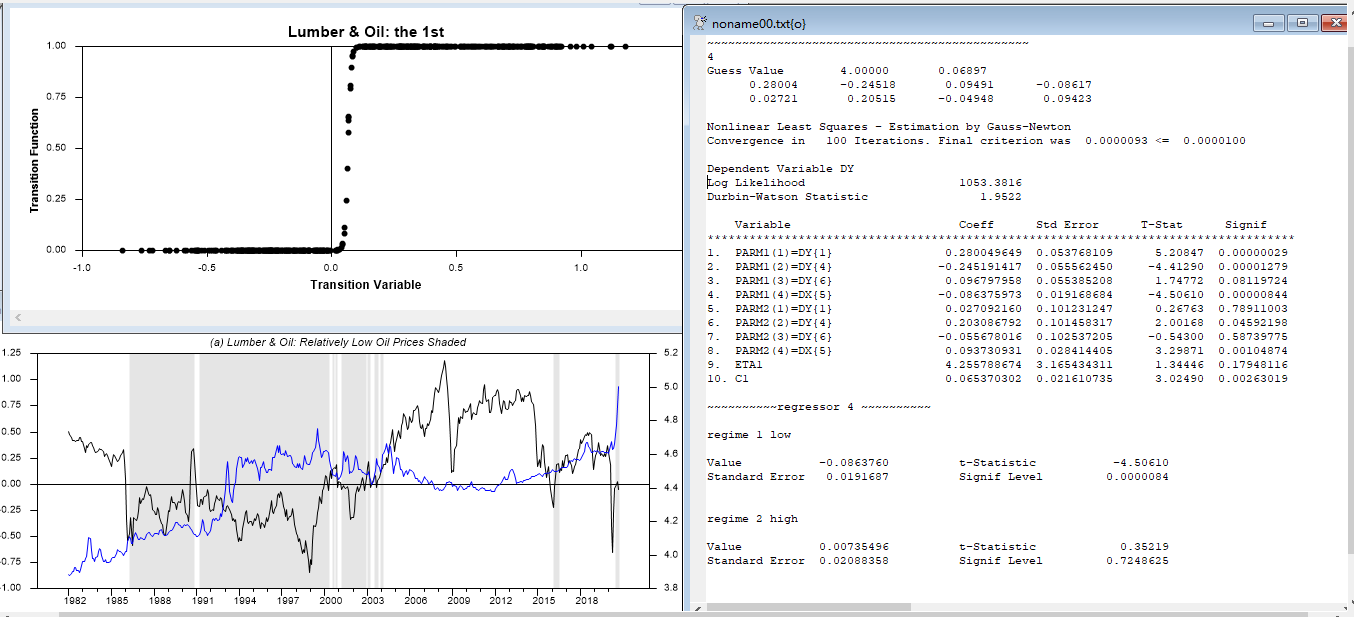 Lumber & Oil: the 1st
1.00
0.75
0.50
0.25
0.00
Transition Function
-1.0 -0.5 0.0 0.5 1.0
Transition Variable
(a) Lumber & Oil: Relatively Low Oil Prices Shaded
1.25 5.2
1.00 5.0
0.75 4.8
0.50
0.25 4.6
0.00 4.4
-0.25
-0.50 4.2
-0.75 4.0
-1.00 3.8
1982 1985 1988 1991 1994 1997 2000 2003 2006 2009 2012 2015 2018
noname00.txt{o}
~~~~~~~~~~~~~~~~~~~~~~~~~~~~~~~~~~~~~~~~~~~~~~
4
Guess Value 4.00000 0.06897
0.28004 -0.24518 0.09491 -0.08617
0.02721 0.20515 -0.04948 0.09423
Nonlinear Least Squares - Estimation by Gauss-Newton
Convergence in 100 Iterations. Final criterion was 0.0000093 <= 0.0000100
Dependent Variable DY
Log Likelihood 1053.3816
Durbin-Watson Statistic 1.9522
Variable Coeff Std Error T-Stat Signif
************************************************************************************
1. PARM1(1)=DY{1} 0.280049649 0.053768109 5.20847 0.00000029
2. PARM1(2)=DY{4} -0.245191417 0.055562450 -4.41290 0.00001279
3. PARM1(3)=DY{6} 0.096797958 0.055385208 1.74772 0.08119724
4. PARM1(4)=DX{5} -0.086375973 0.019168684 -4.50610 0.00000844
5. PARM2(1)=DY{1} 0.027092160 0.101231247 0.26763 0.78911003
6. PARM2(2)=DY{4} 0.203086792 0.101458317 2.00168 0.04592198
7. PARM2(3)=DY{6} -0.055678016 0.102537205 -0.54300 0.58739775
8. PARM2(4)=DX{5} 0.093730931 0.028414405 3.29871 0.00104874
9. ETA1 4.255788674 3.165434311 1.34446 0.17948116
10. C1 0.065370302 0.021610735 3.02490 0.00263019
~~~~~~~~~~regressor 4 ~~~~~~~~~~
regime 1 low
Value -0.0863760 t-Statistic -4.50610
Standard Error 0.0191687 Signif Level 0.0000084
regime 2 high
Value 0.00735496 t-Statistic 0.35219
Standard Error 0.02088358 Signif Level 0.7248625